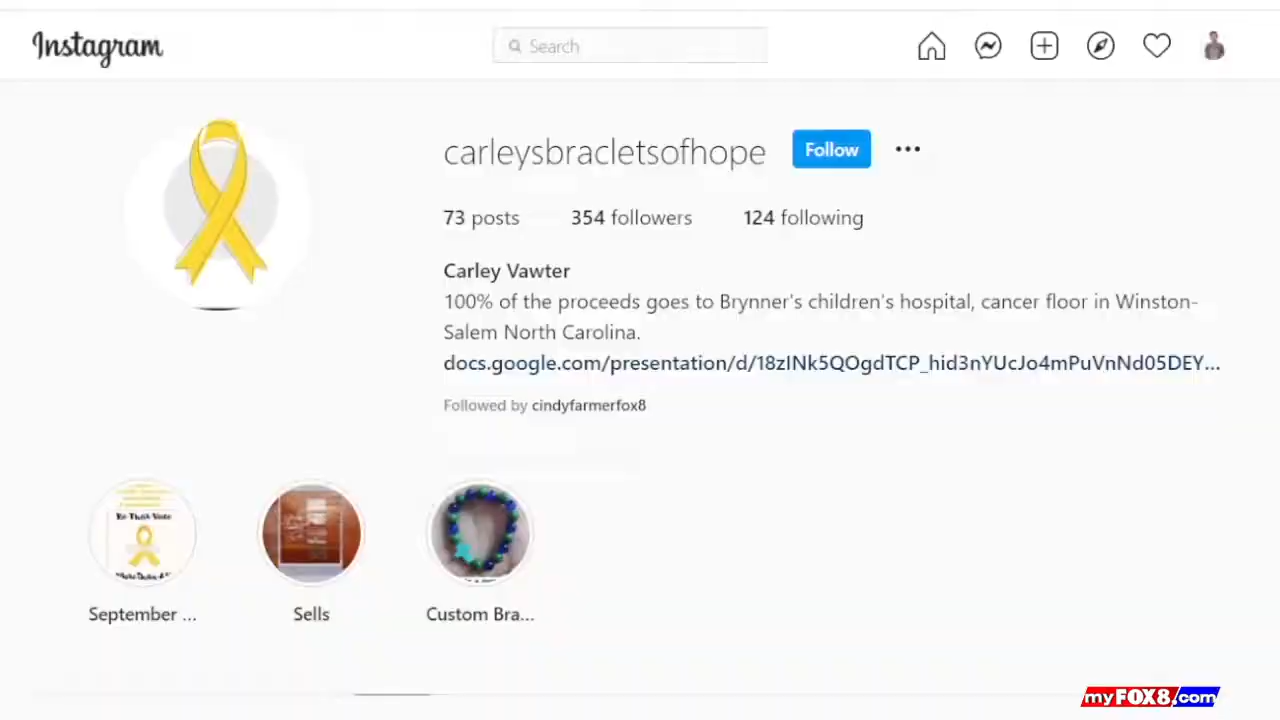 Instagram
Search
carleysbracletsofhope
Follow
73 posts 354 followers 124 following
Carley Vawter
100% of the proceeds goes to Brynner's children's hospital, cancer floor in Winston-
Salem North Carolina.
docs.google.com/presentation/d/18zINk5QOgdTCP_hid3nYUcJo4mPuVnNd05DEY...
Followed by cindyfarmerfox8
September ... Sells Custom Bra...
myFOX8.com